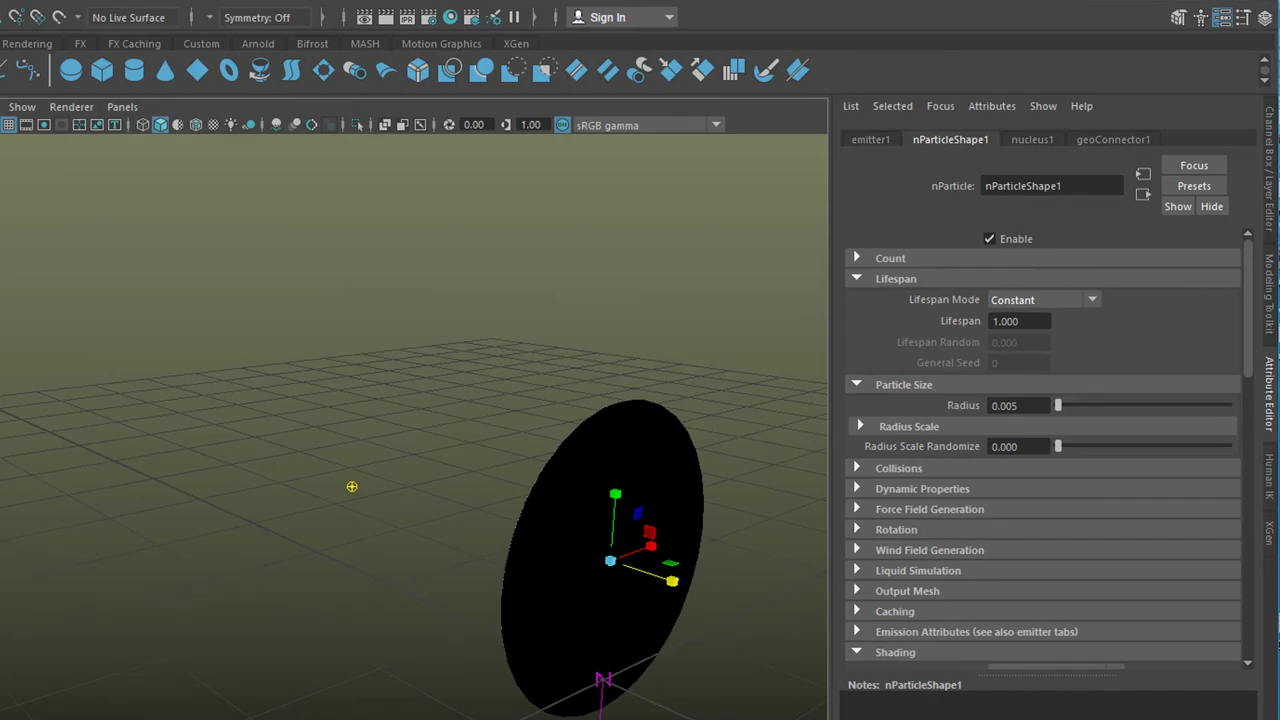 No Live Surface
Symmetry: Off
IPR
Sign In
Rendering FX FX Caching Custom Arnold Bifrost MASH Motion Graphics XGen
Show Renderer Panels
0.00 1.00 ON sRGB gamma
List Selected Focus Attributes Show Help
emitter1 nParticleShape1 nucleus1 geoConnector1
nParticle: nParticleShape1
Focus
Presets
Show Hide
Enable
Count
Lifespan
Lifespan Mode Constant
Lifespan 1.000
Lifespan Random 0.000
General Seed 0
Particle Size
Radius 0.005
Radius Scale
Radius Scale Randomize 0.000
Collisions
Dynamic Properties
Force Field Generation
Rotation
Wind Field Generation
Liquid Simulation
Output Mesh
Caching
Emission Attributes (see also emitter tabs)
Shading
Notes: nParticleShape1
N
Channel Box / Layer Editor
Modeling Toolkit
Attribute Editor
Human IK
XGen